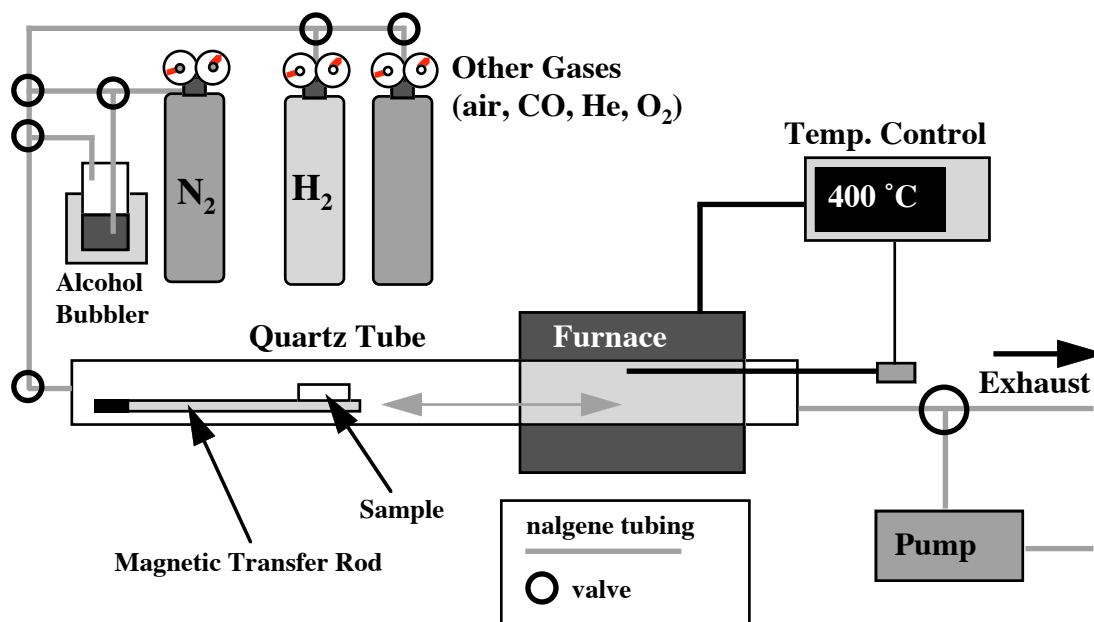 Other Gases
(air, CO, He, O₂)
Temp. Control
N₂
H₂
400 ˚C
Alcohol
Bubbler
Quartz Tube
Furnace
Exhaust
Sample
Magnetic Transfer Rod
nalgene tubing
valve
Pump